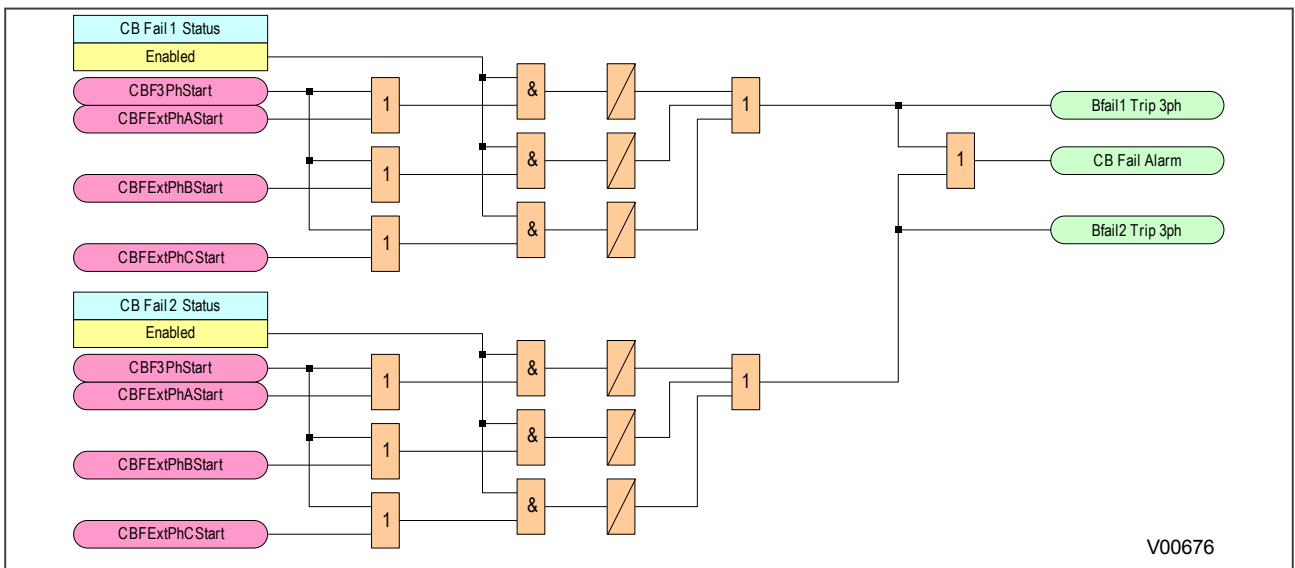 CB Fail 1 Status
Enabled
CBF3PhStart
CBFExtPhAStart
CBFExtPhBStart
CBFExtPhCStart
1
1
1
&
&
&
1
1
Bfail1 Trip 3ph
CB Fail Alarm
Bfail2 Trip 3ph
CB Fail 2 Status
Enabled
CBF3PhStart
CBFExtPhAStart
CBFExtPhBStart
CBFExtPhCStart
1
1
1
&
&
&
1
V00676